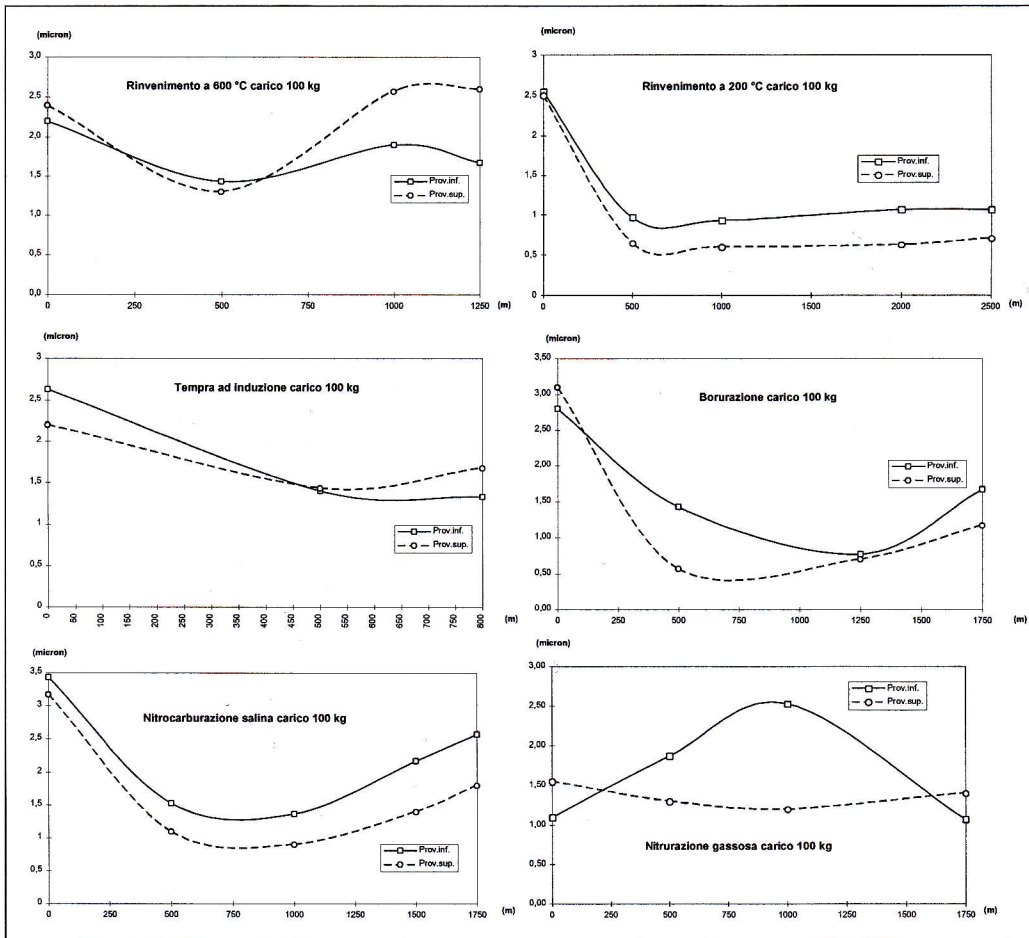 (micron)
Rinvenimento a 600 °C carico 100 kg
3,0
2,5
2,0
1,5
1,0
0,5
0,0
Prov.inf.
Prov.sup.
0 250 500 750 1000 1250 (m)
(micron)
Rinvenimento a 200 °C carico 100 kg
3
2,5
2
1,5
1
0,5
0
Prov.inf.
Prov.sup.
0 500 1000 1500 2000 2500 (m)
(micron)
Tempra ad induzione carico 100 kg
3
2,5
2
1,5
1
0,5
0
Prov.inf.
Prov.sup.
0 50 100 150 200 250 300 350 400 450 500 550 600 650 700 750 800 (m)
(micron)
Borurazione carico 100 kg
3,50
3,00
2,50
2,00
1,50
1,00
0,50
0,00
Prov.inf.
Prov.sup.
0 250 500 750 1000 1250 1500 1750 (m)
(micron)
Nitrocarburazione salina carico 100 kg
3,5
3
2,5
2
1,5
1
0,5
0
Prov.inf.
Prov.sup.
0 250 500 750 1000 1250 1500 1750 (m)
(micron)
3,00
2,50
2,00
1,50
1,00
0,50
0,00
Prov.inf.
Prov.sup.
Nitrurazione gassosa carico 100 kg
0 250 500 750 1000 1250 1500 1750 (m)